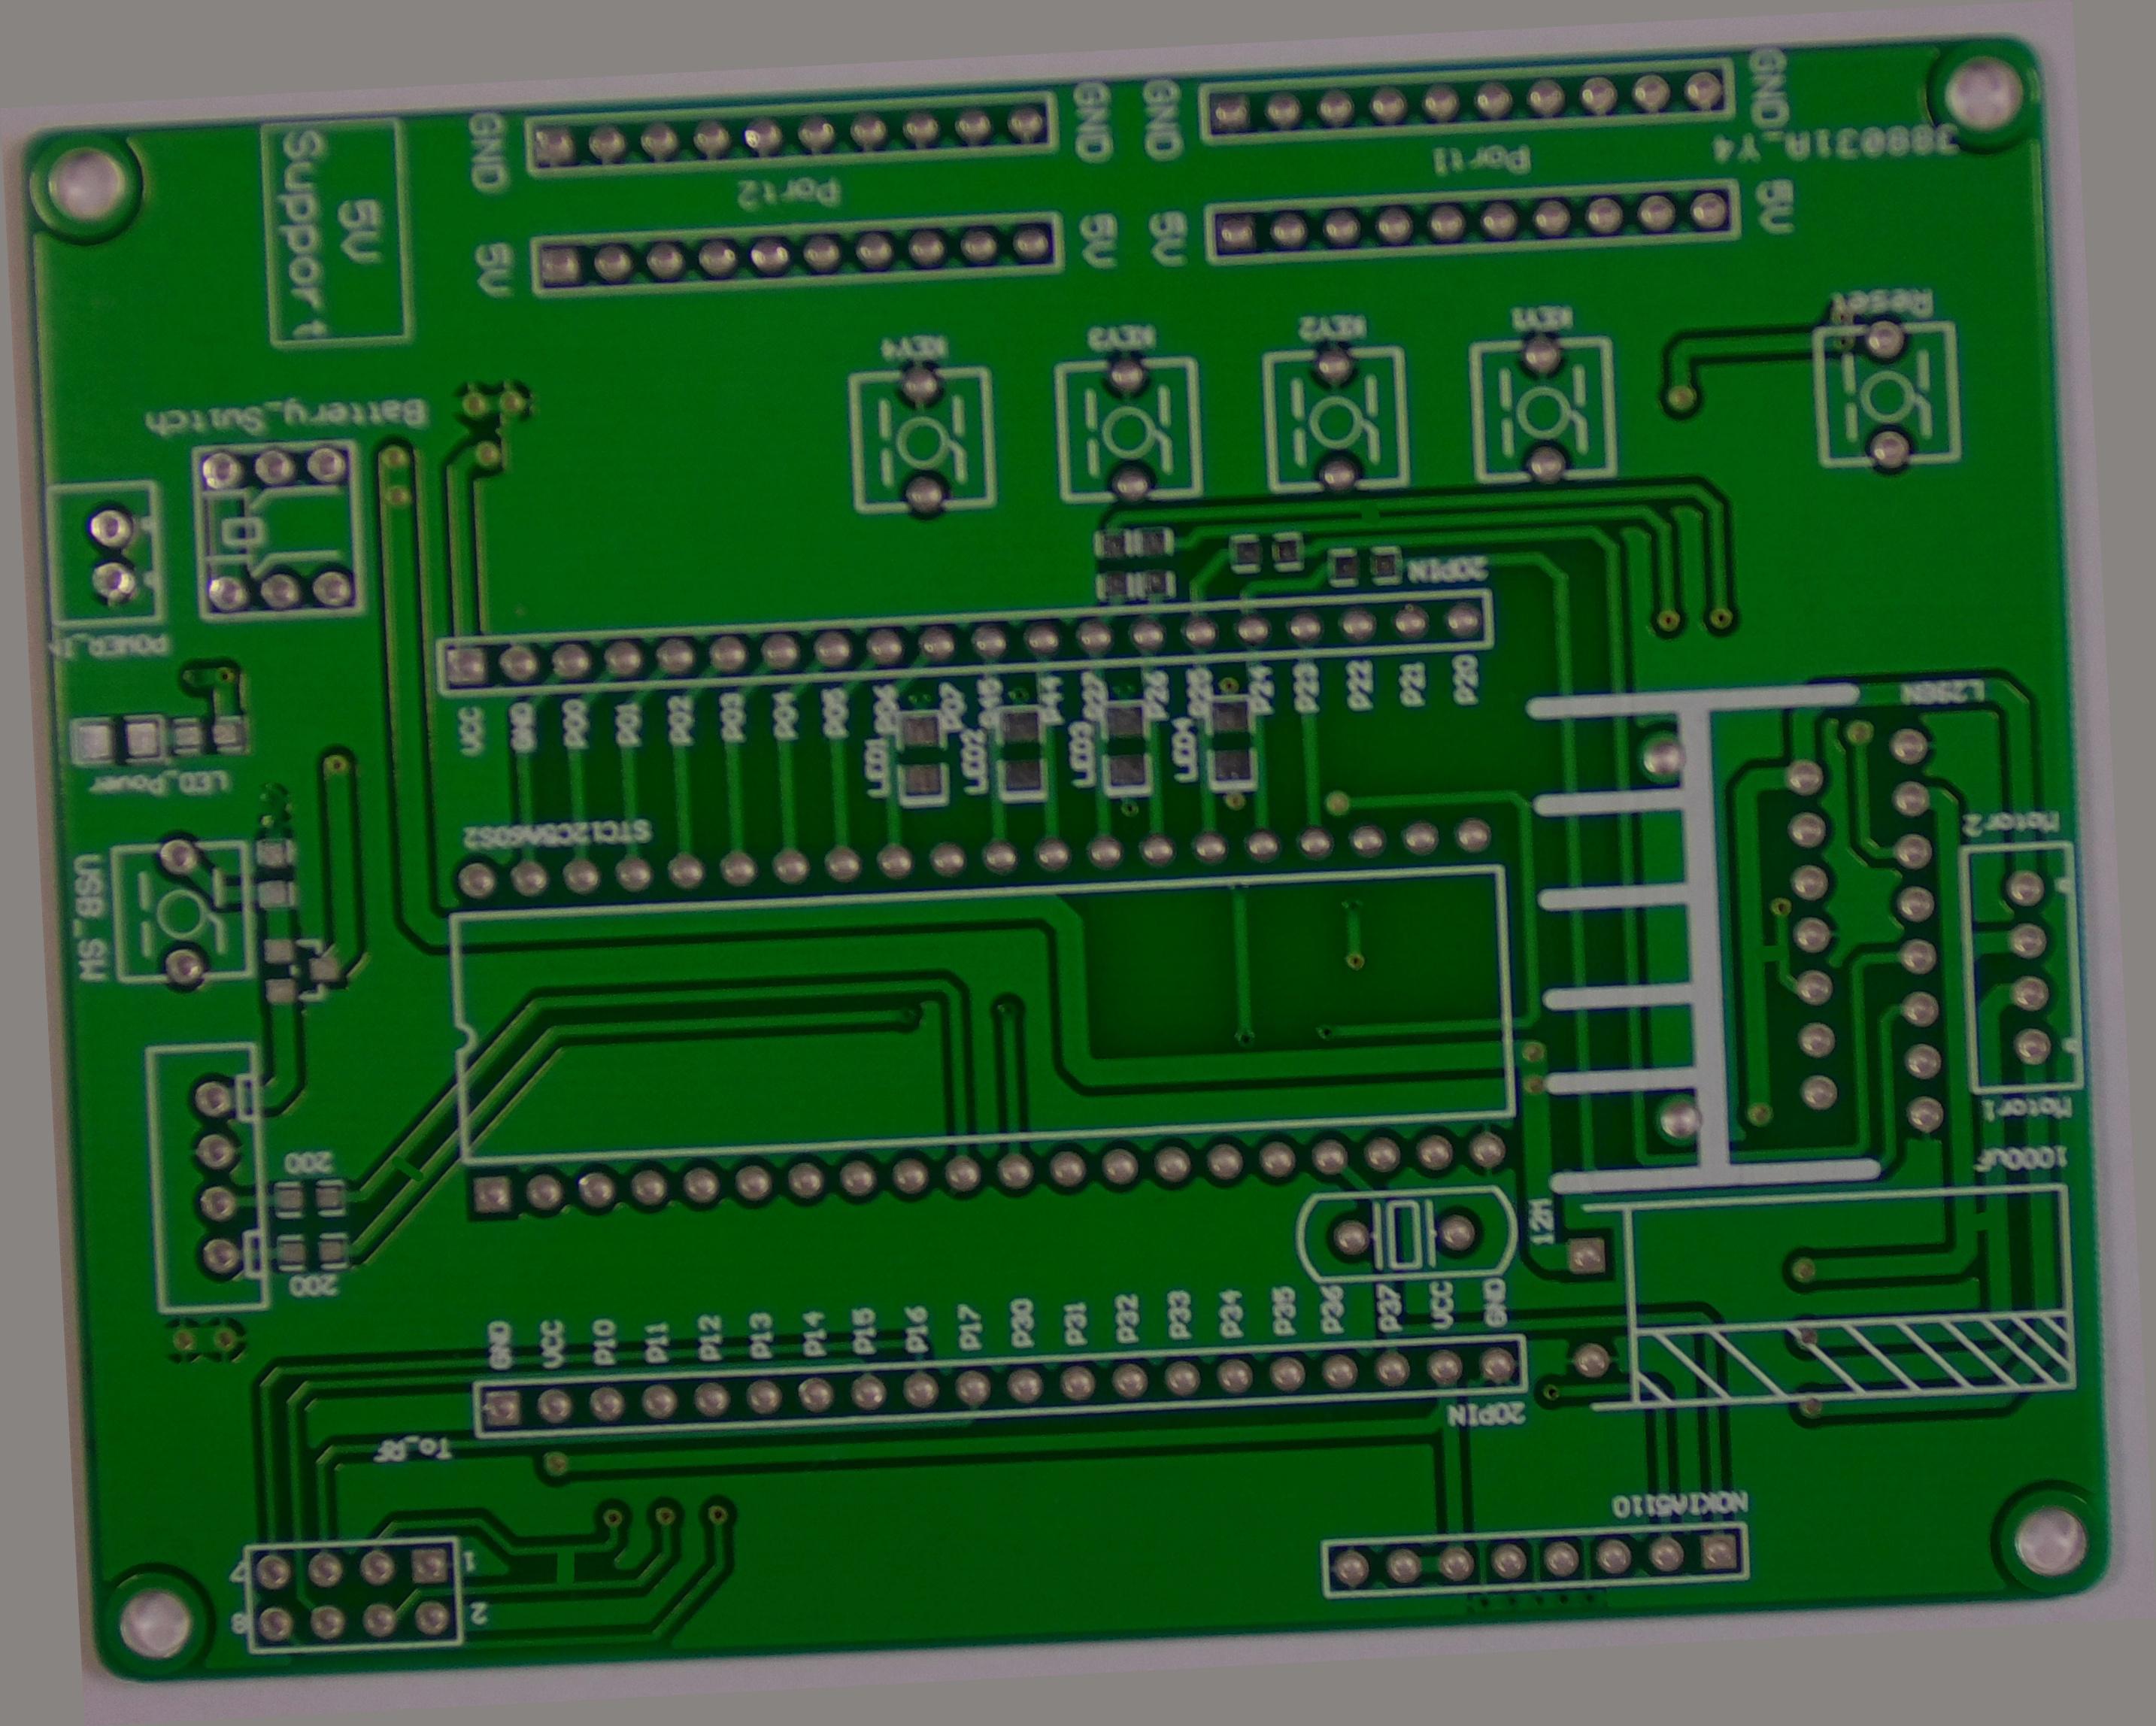 GND
GND
GND
GND
388031A_Y4
Support
5V
Port2
Port1
5V
5V
5V
5V
Reset
KEY4
KEY3
KEY2
KEY1
Battery_Switch
20PIN
LED_Power
VCC
GND
P00
P01
P02
P03
P04
P05
P06
P07
P45
P44
P27
P26
P25
P24
P23
P22
P21
P20
LED1
LED2
LED3
LED4
L298N
STC12C5A60S2
USB_SW
Motor2
Motor1
1000uF
200
200
12M
GND
VCC
P10
P11
P12
P13
P14
P15
P16
P17
P30
P31
P32
P33
P34
P35
P36
P37
VCC
GND
20PIN
To_RF
NOKIA5110
7
1
8
2